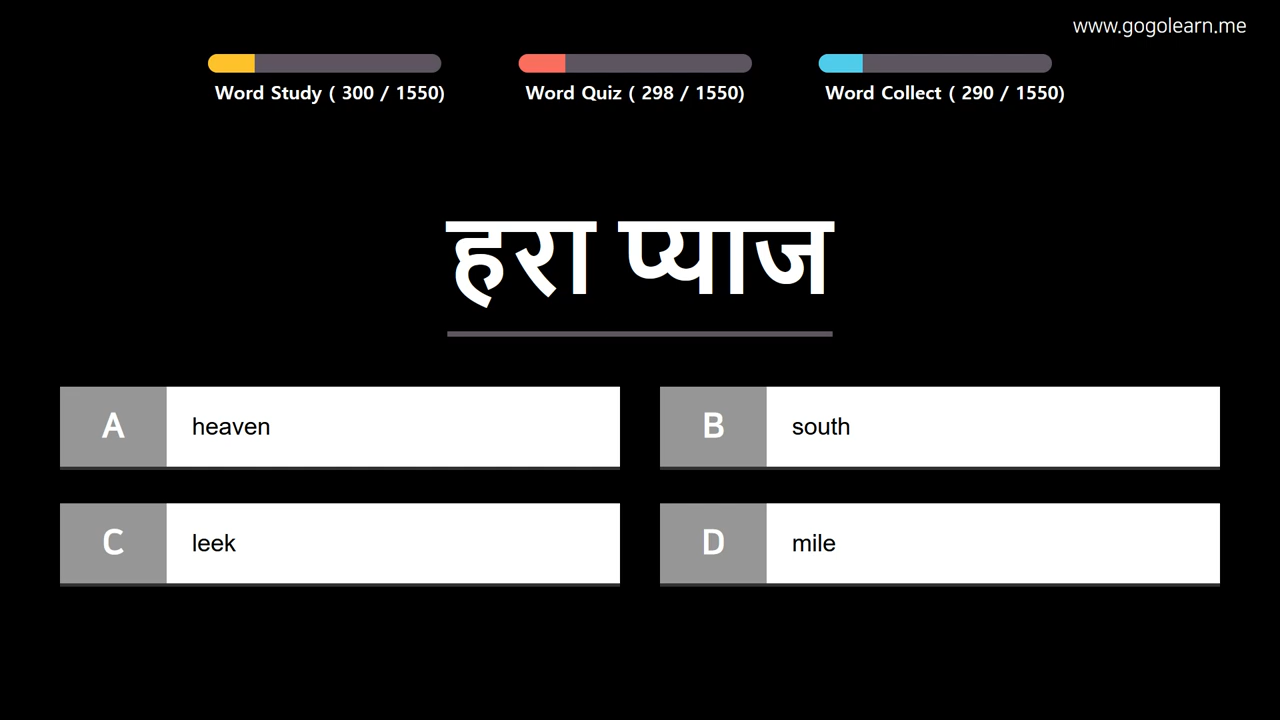 www.gogolearn.me
Word Study ( 300 / 1550)
Word Quiz ( 298 / 1550)
Word Collect ( 290 / 1550)
हरा प्याज
A heaven
B south
C leek
D mile